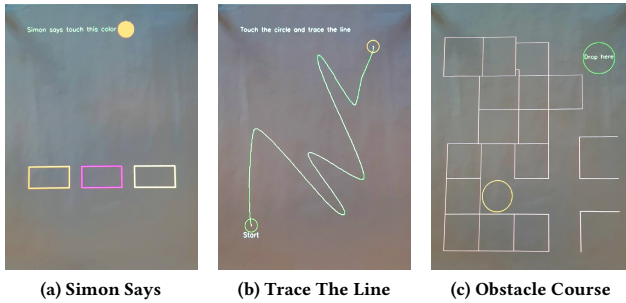 Simon says touch this color
Touch the circle and trace the line
Start
Drop here
(a) Simon Says
(b) Trace The Line
(c) Obstacle Course